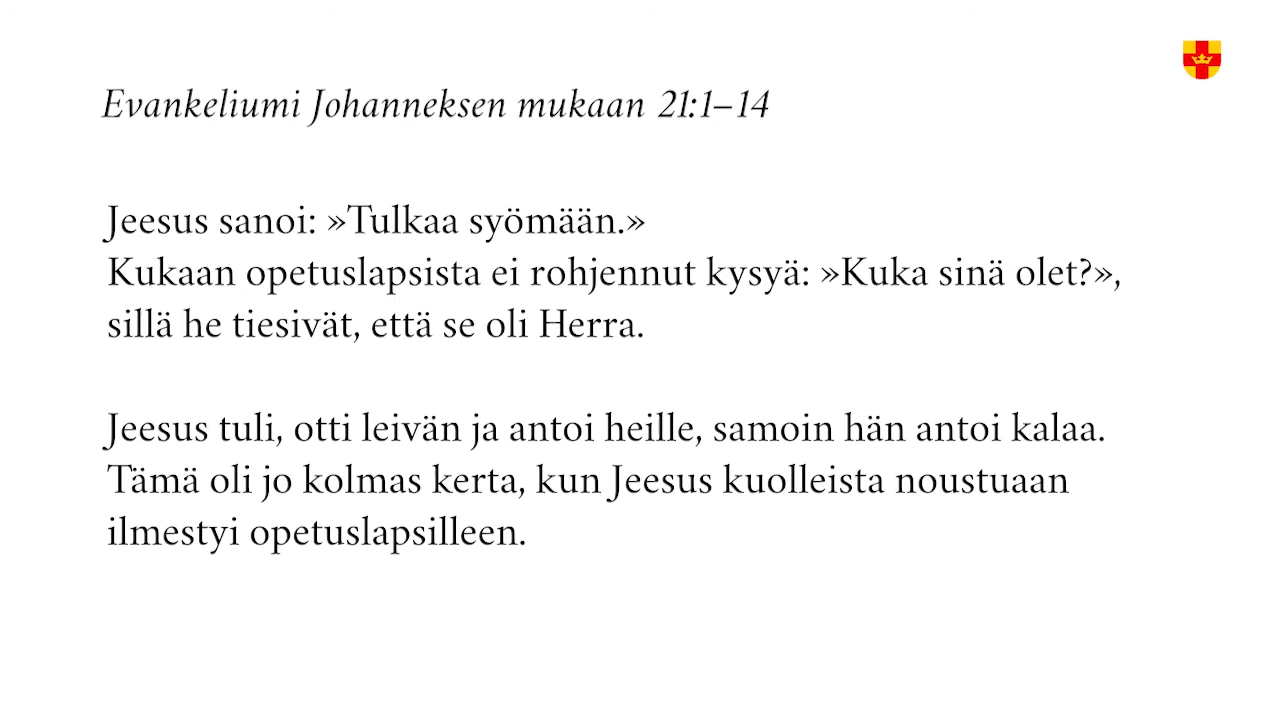 Evankeliumi Johanneksen mukaan 21:1–14
Jeesus sanoi: »Tulkaa syömään.»
Kukaan opetuslapsista ei rohjennut kysyä: »Kuka sinä olet?»,
sillä he tiesivät, että se oli Herra.
Jeesus tuli, otti leivän ja antoi heille, samoin hän antoi kalaa.
Tämä oli jo kolmas kerta, kun Jeesus kuolleista noustuaan
ilmestyi opetuslapsilleen.